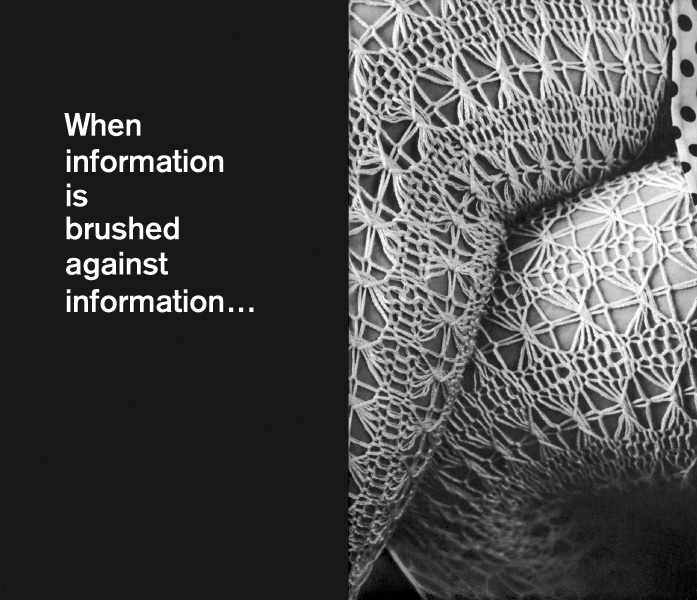 When
information
is
brushed
against
information...